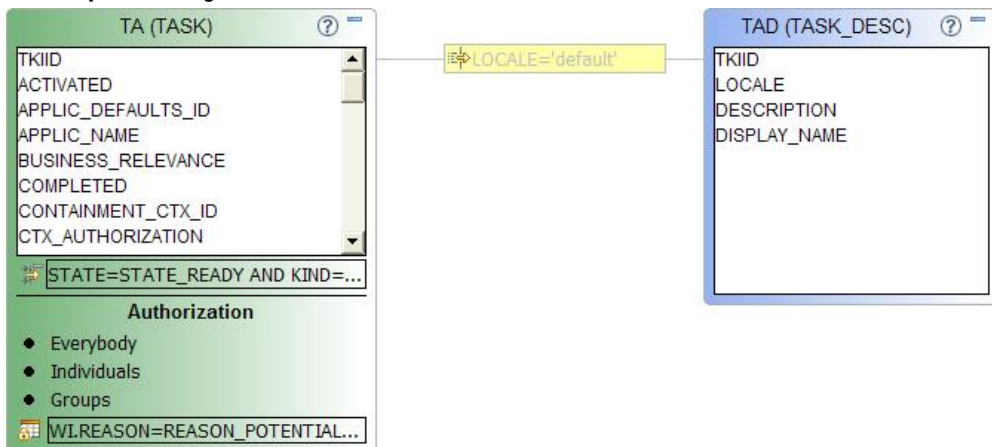 TA (TASK)
TKIID
ACTIVATED
APPLIC_DEFAULTS_ID
APPLIC_NAME
BUSINESS_RELEVANCE
COMPLETED
CONTAINMENT_CTX_ID
CTX_AUTHORIZATION
STATE=STATE_READY AND KIND=...
Authorization
Everybody
Individuals
Groups
WI.REASON=REASON_POTENTIAL...
LOCALE='default'
TAD (TASK_DESC)
TKIID
LOCALE
DESCRIPTION
DISPLAY_NAME